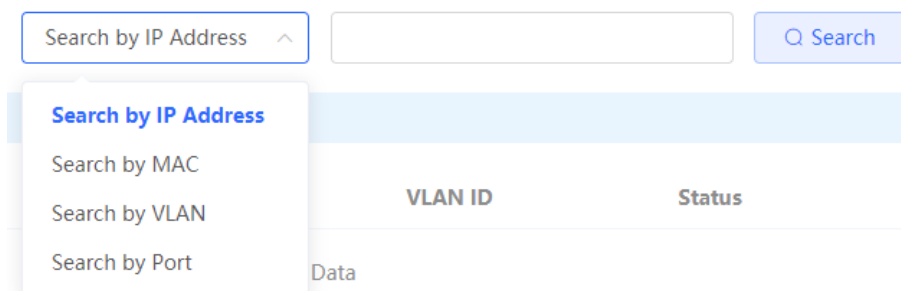 Search by IP Address
Search
Search by IP Address
Search by MAC
VLAN ID
Status
Search by VLAN
Search by Port
Data